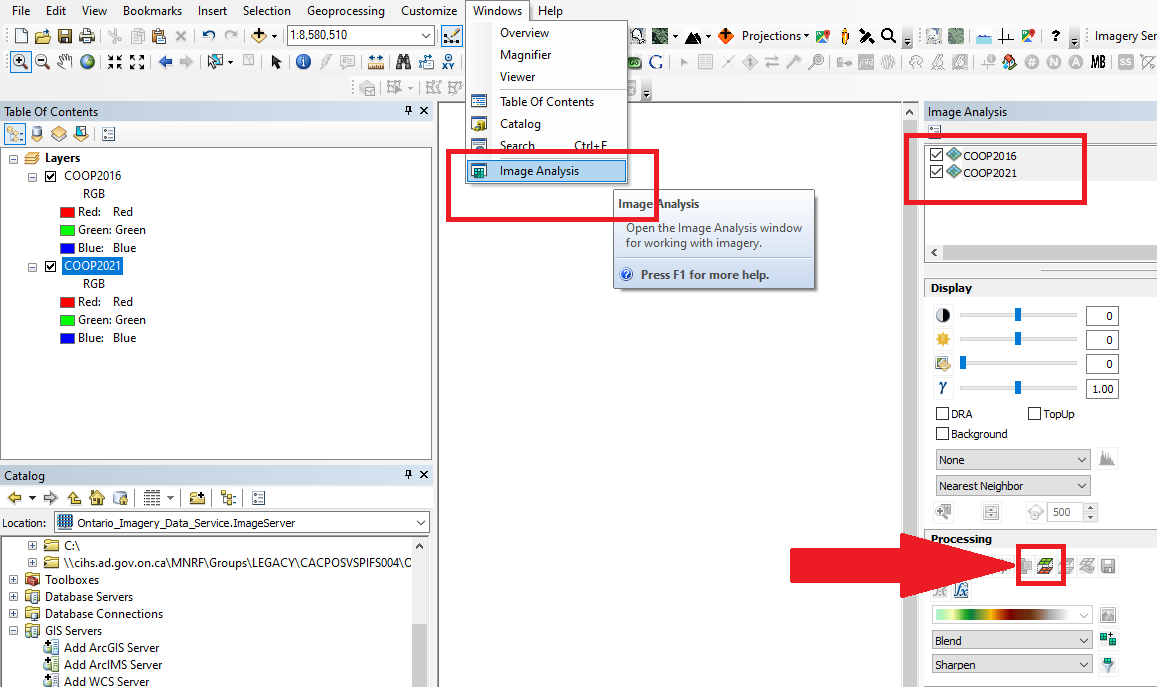 File Edit View Bookmarks Insert Selection Geoprocessing Customize Windows Help
1:8,580,510
Projections
Imagery Ser
Overview
Magnifier
Viewer
Table Of Contents
Catalog
Search... Ctrl+F
Image Analysis
Image Analysis
Open the Image Analysis window
for working with imagery.
Press F1 for more help.
Table Of Contents
Layers
COOP2016
RGB
Red: Red
Green: Green
Blue: Blue
COOP2021
RGB
Red: Red
Green: Green
Blue: Blue
Catalog
Location: Ontario_Imagery_Data_Service.ImageServer
C:\
\\cihs.ad.gov.on.ca\MNRF\Groups\LEGACY\CACPOSVSPIFS004\O
Toolboxes
Database Servers
Database Connections
GIS Servers
Add ArcGIS Server
Add ArcIMS Server
Add WCS Server
Image Analysis
COOP2016
COOP2021
Display
0
0
0
1.00
DRA TopUp
Background
None
Nearest Neighbor
500
Processing
Blend
Sharpen